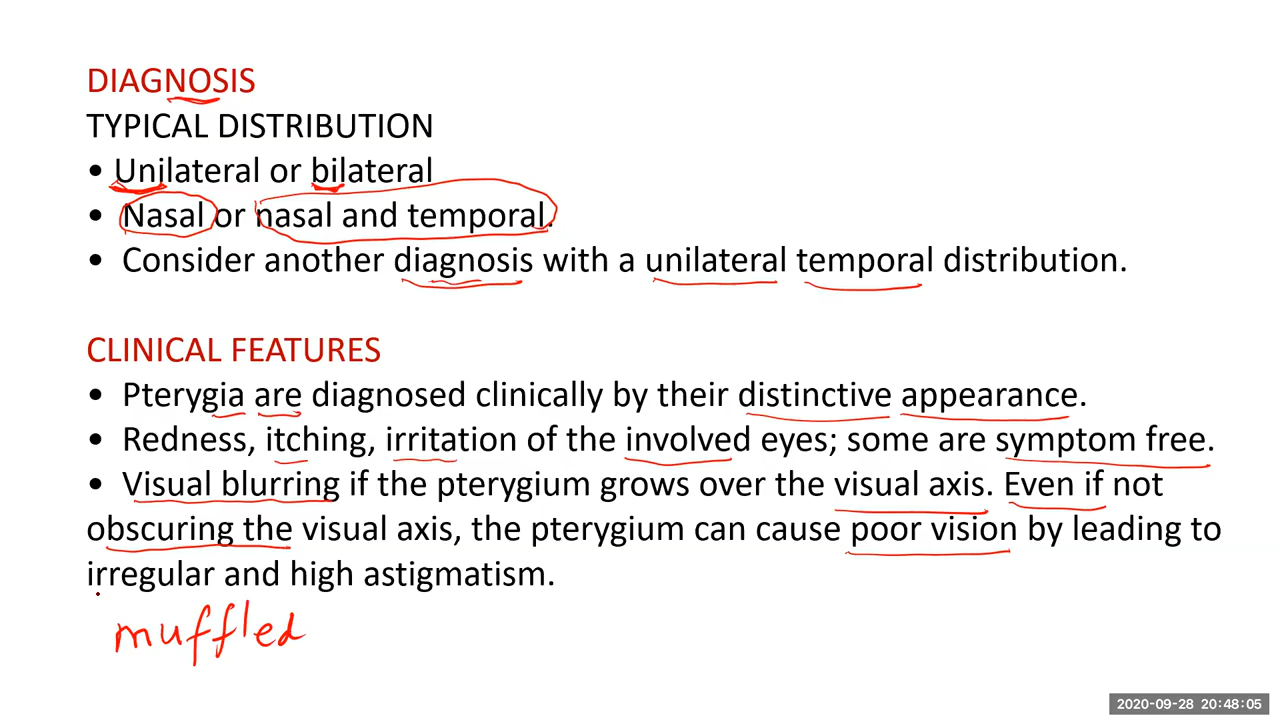 DIAGNOSIS
TYPICAL DISTRIBUTION
• Unilateral or bilateral
• Nasal or nasal and temporal.
• Consider another diagnosis with a unilateral temporal distribution.
CLINICAL FEATURES
• Pterygia are diagnosed clinically by their distinctive appearance.
• Redness, itching, irritation of the involved eyes; some are symptom free.
• Visual blurring if the pterygium grows over the visual axis. Even if not
obscuring the visual axis, the pterygium can cause poor vision by leading to
irregular and high astigmatism.
muffled
2020-09-28 20:48:05